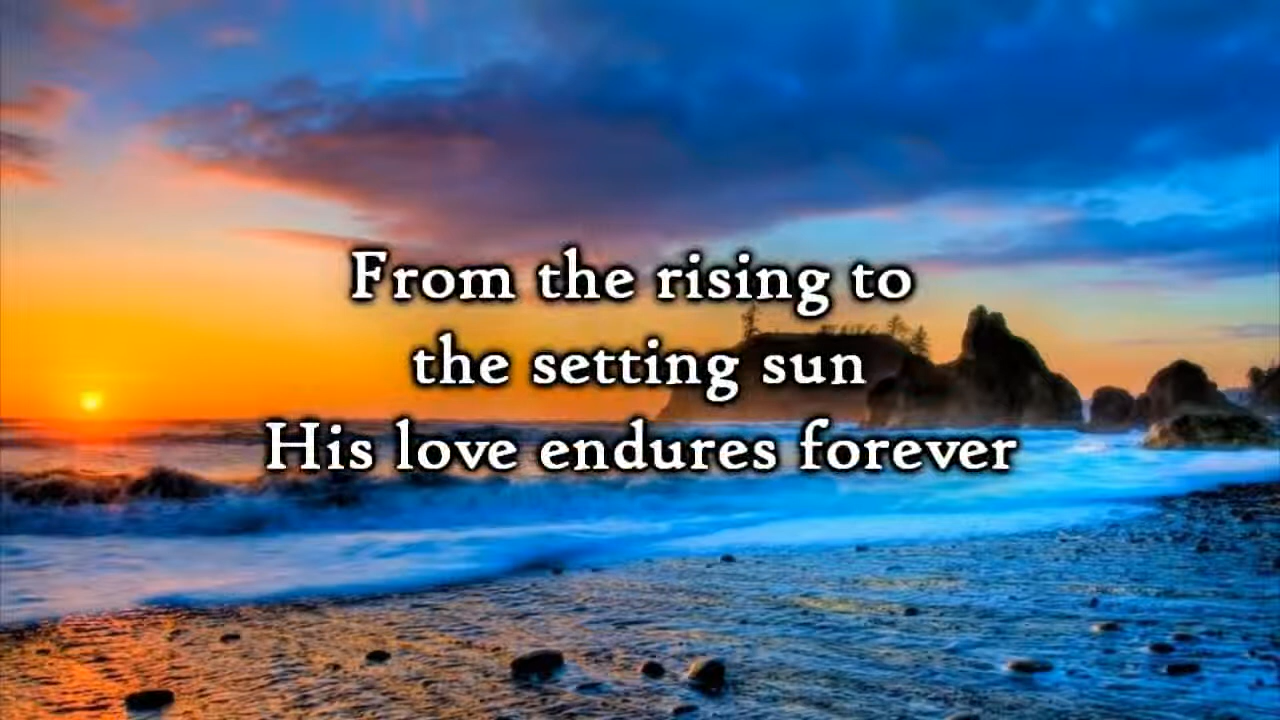 From the rising to
the setting sun
His love endures forever